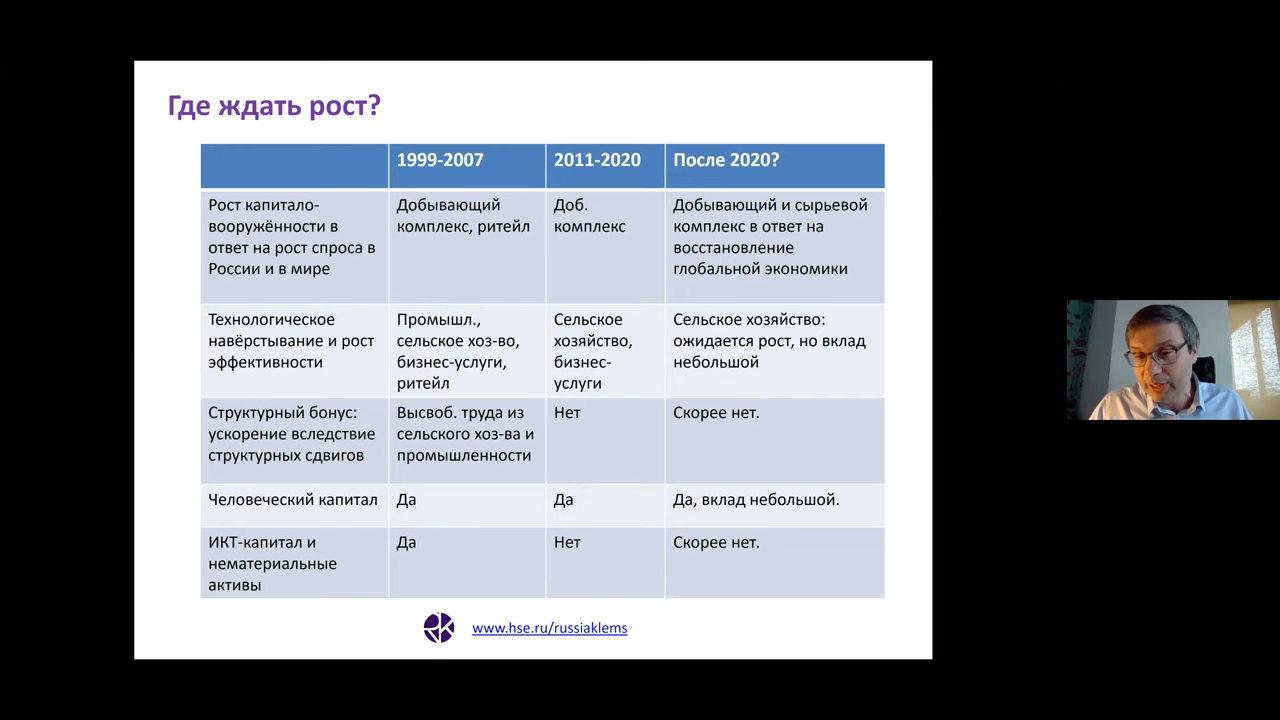 Где ждать рост?
1999-2007
2011-2020
После 2020?
Рост капитало-
вооружённости в
ответ на рост спроса в
России и в мире
Добывающий
комплекс, ритейл
Доб.
комплекс
Добывающий и сырьевой
комплекс в ответ на
восстановление
глобальной экономики
Технологическое
навёрстывание и рост
эффективности
Промышл.,
сельское хоз-во,
бизнес-услуги,
ритейл
Сельское
хозяйство,
бизнес-
услуги
Сельское хозяйство:
ожидается рост, но вклад
небольшой
Структурный бонус:
ускорение вследствие
структурных сдвигов
Высвоб. труда из
сельского хоз-ва и
промышленности
Нет
Скорее нет.
Человеческий капитал
Да
Да
Да, вклад небольшой.
ИКТ-капитал и
нематериальные
активы
Да
Нет
Скорее нет.
www.hse.ru/russiaklems